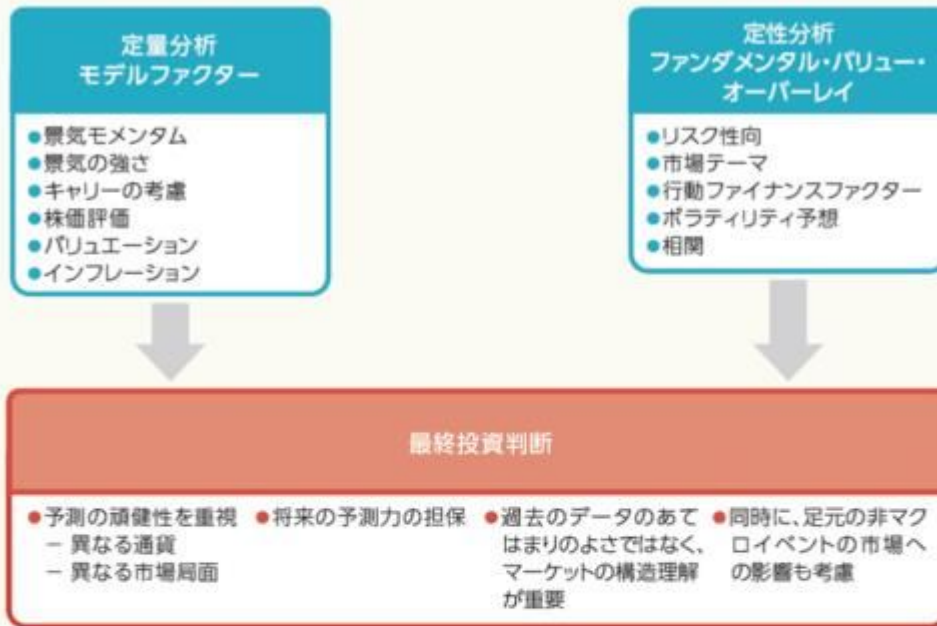 定量分析
モデルファクター
●景気モメンタム
●景気の強さ
●キャリーの考慮
●株価評価
●バリュエーション
●インフレーション
定性分析
ファンダメンタル・バリュー・
オーバーレイ
●リスク性向
●市場テーマ
●行動ファイナンスファクター
●ボラティリティ予想
●相関
最終投資判断
●予測の頑健性を重視
− 異なる通貨
− 異なる市場局面
●将来の予測力の担保
●過去のデータのあて
はまりのよさではなく、
マーケットの構造理解
が重要
●同時に、足元の非マク
ロイベントの市場へ
の影響も考慮